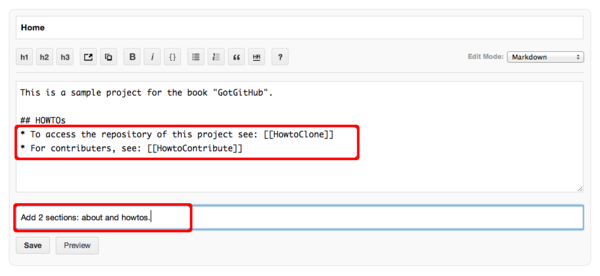 Home
h1 h2 h3 B i {} “ ?
Edit Mode: Markdown
This is a sample project for the book "GotGitHub".
## HOWTOs
* To access the repository of this project see: [[HowtoClone]]
* For contributers, see: [[HowtoContribute]]
Add 2 sections: about and howtos.
Save Preview